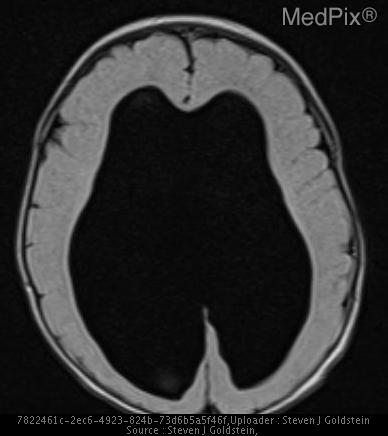 MedPix®
7822461c-2ec6-4923-824b-73d6b5a5f46f,Uploader : Steven J Goldstein
Source : Steven J Goldstein,